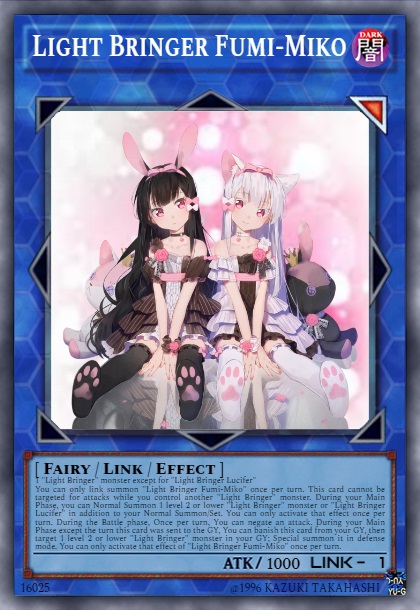 LIGHT BRINGER FUMI-MIKO
DARK
闇
[ FAIRY / LINK / EFFECT ]
1 "Light Bringer" monster except for "Light Bringer Lucifer"
You can only link summon "Light Bringer Fumi-Miko" once per turn. This card cannot be
targeted for attacks while you control another "Light Bringer" monster. During your Main
Phase, you can Normal Summon 1 level 2 or lower "Light Bringer" monster or "Light Bringer
Lucifer" in addition to your Normal Summon/Set. You can only activate that effect once per
turn. During the Battle phase, Once per turn, You can negate an attack. During your Main
Phase except the turn this card was sent to the GY, You can banish this card from your GY, then
target 1 level 2 or lower "Light Bringer" monster in your GY; Special summon it in defense
mode. You can only activate that effect of "Light Bringer Fumi-Miko" once per turn.
ATK / 1000 LINK- 1
16025 @1996 KAZUKI TAKAHASHI